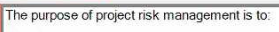 The purpose of project risk management is to: